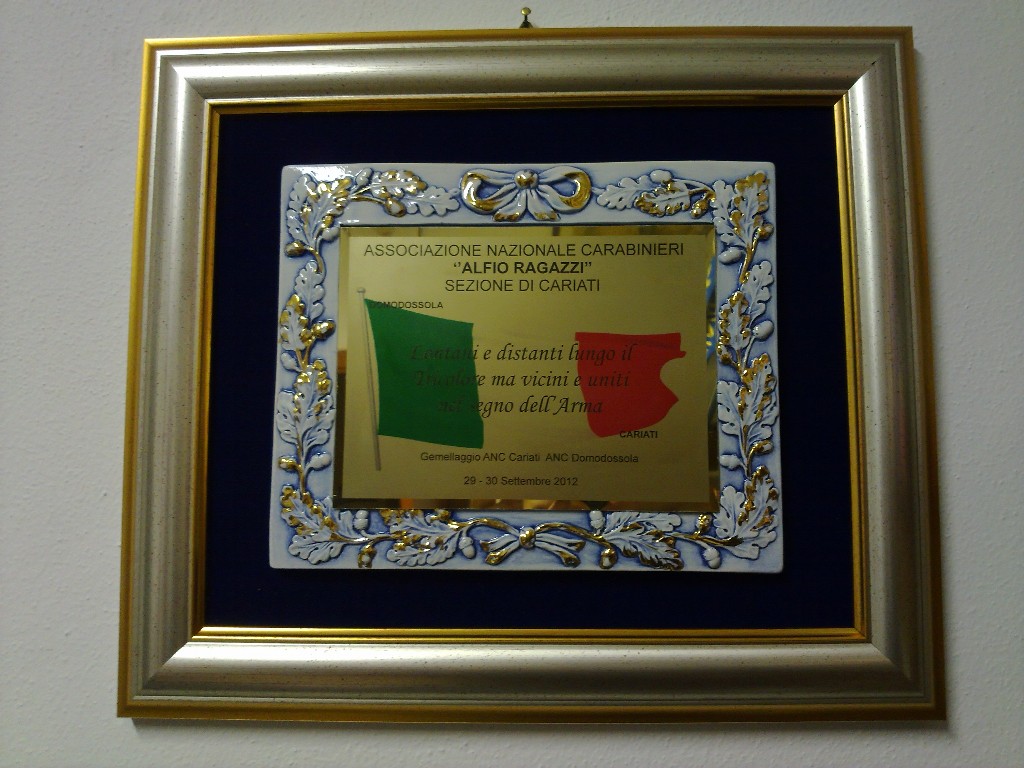 ASSOCIAZIONE NAZIONALE CARABINIERI
"ALFIO RAGAZZI"
SEZIONE DI CARIATI
DOMODOSSOLA
Lontani e distanti lungo il
Tricolore ma vicini e uniti
nel segno dell'Arma
CARIATI
Gemellaggio ANC Cariati ANC Domodossola
29 - 30 Settembre 2012